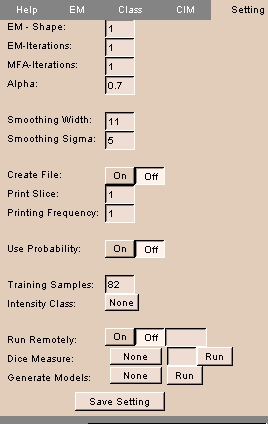 Help EM Class CIM Setting
EM - Shape: 1
EM-Iterations: 1
MFA-Iterations: 1
Alpha: 0.7
Smoothing Width: 11
Smoothing Sigma: 5
Create File: On Off
Print Slice: 1
Printing Frequency: 1
Use Probability: On Off
Training Samples: 82
Intensity Class: None
Run Remotely: On Off
Dice Measure: None Run
Generate Models: None Run
Save Setting